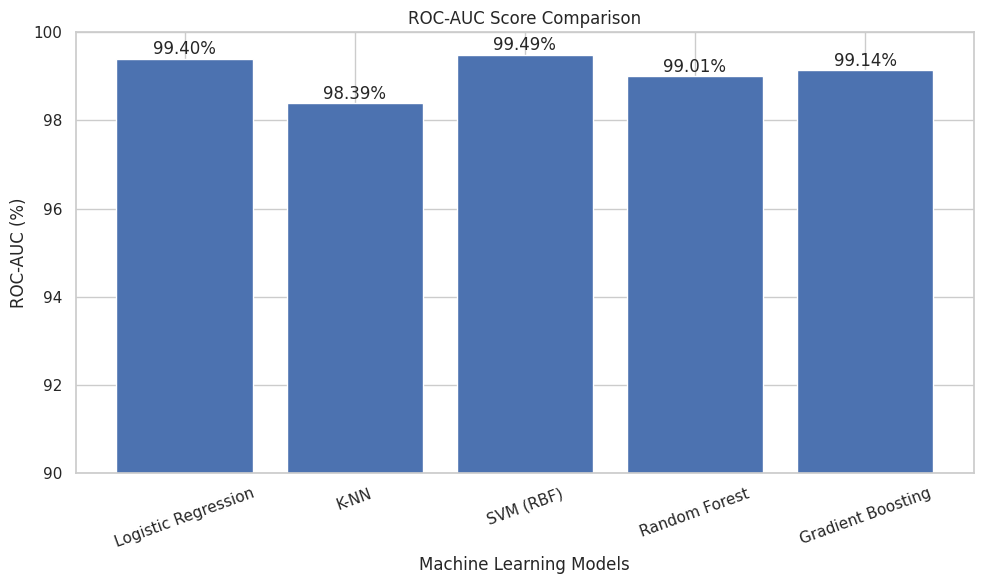 ROC-AUC Score Comparison
100
98
96
94
92
90
ROC-AUC (%)
99.40%
98.39%
99.49%
99.01%
99.14%
Logistic Regression
K-NN
SVM (RBF)
Random Forest
Gradient Boosting
Machine Learning Models